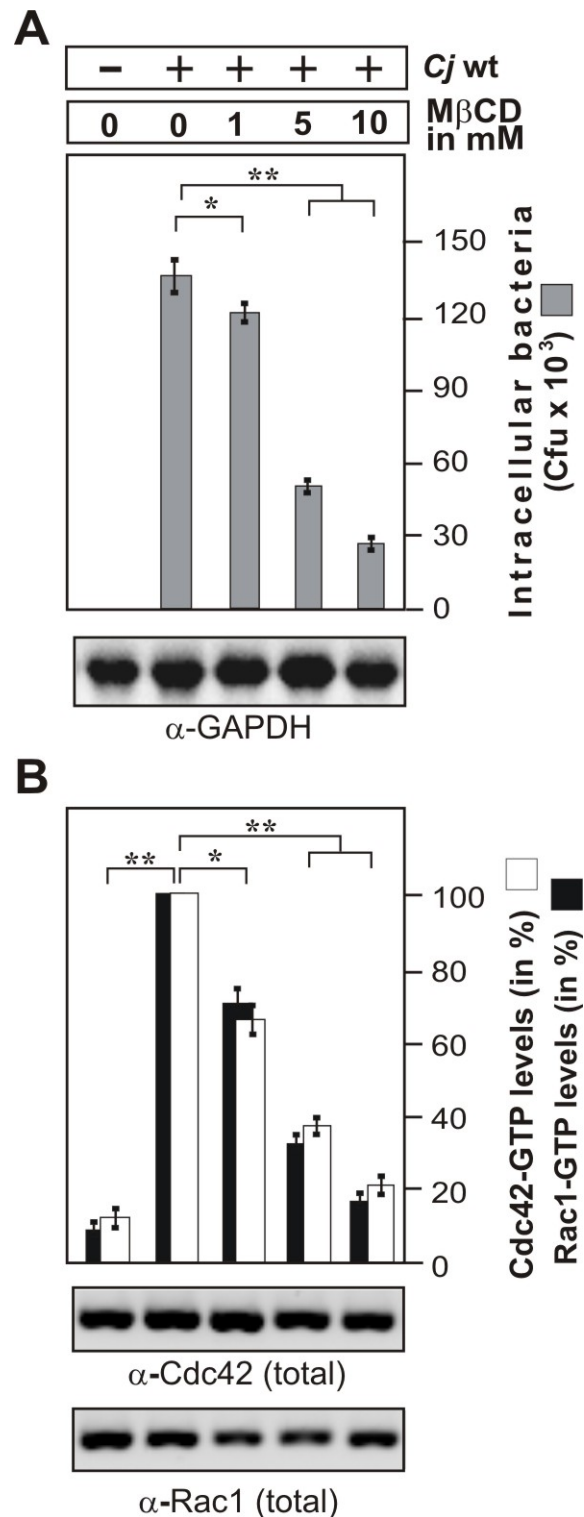 A
– + + + + Cj wt
0 0 1 5 10 MβCD
in mM
**
*
150
120
90
60
30
0
Intracellular bacteria
(Cfu x 10³)
α-GAPDH
B
**
** *
100
80
60
40
20
0
Cdc42-GTP levels (in %)
Rac1-GTP levels (in %)
α-Cdc42 (total)
α-Rac1 (total)